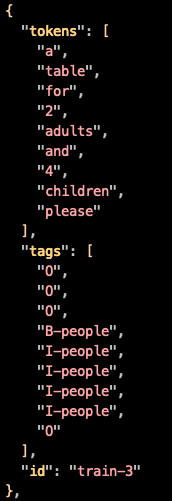 {
"tokens": [
"a",
"table",
"for",
"2",
"adults",
"and",
"4",
"children",
"please"
],
"tags": [
"O",
"O",
"O",
"B-people",
"I-people",
"I-people",
"I-people",
"I-people",
"O"
],
"id": "train-3"
},